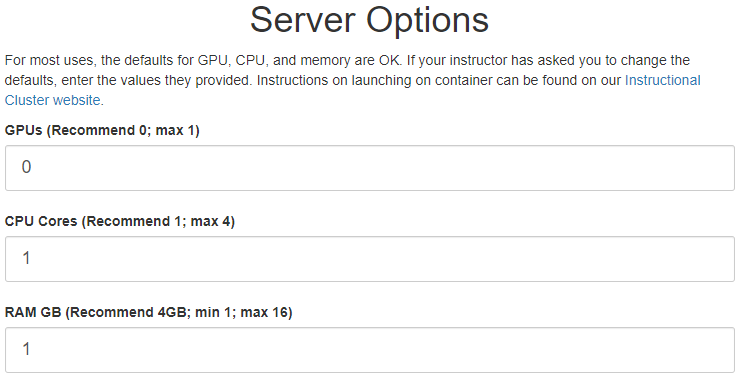 Server Options
For most uses, the defaults for GPU, CPU, and memory are OK. If your instructor has asked you to change the
defaults, enter the values they provided. Instructions on launching on container can be found on our Instructional
Cluster website.
GPUs (Recommend 0; max 1)
0
CPU Cores (Recommend 1; max 4)
1
RAM GB (Recommend 4GB; min 1; max 16)
1